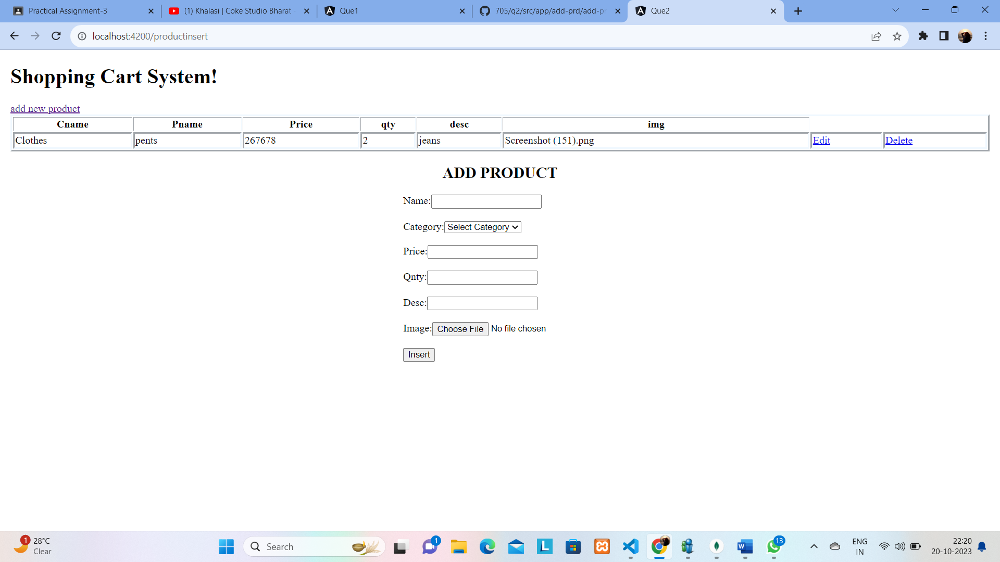 Practical Assignment-3
(1) Khalasi | Coke Studio Bharat -
Que1
705/q2/src/app/add-prd/add-pr
Que2
localhost:4200/productinsert
Shopping Cart System!
add new product
Cname Pname Price qty desc img
Clothes pents 267678 2 jeans Screenshot (151).png Edit Delete
ADD PRODUCT
Name:
Category: Select Category
Price:
Qnty:
Desc:
Image: Choose File No file chosen
Insert
1
28°C
Clear
Search
1
13
ENG
IN
22:20
20-10-2023